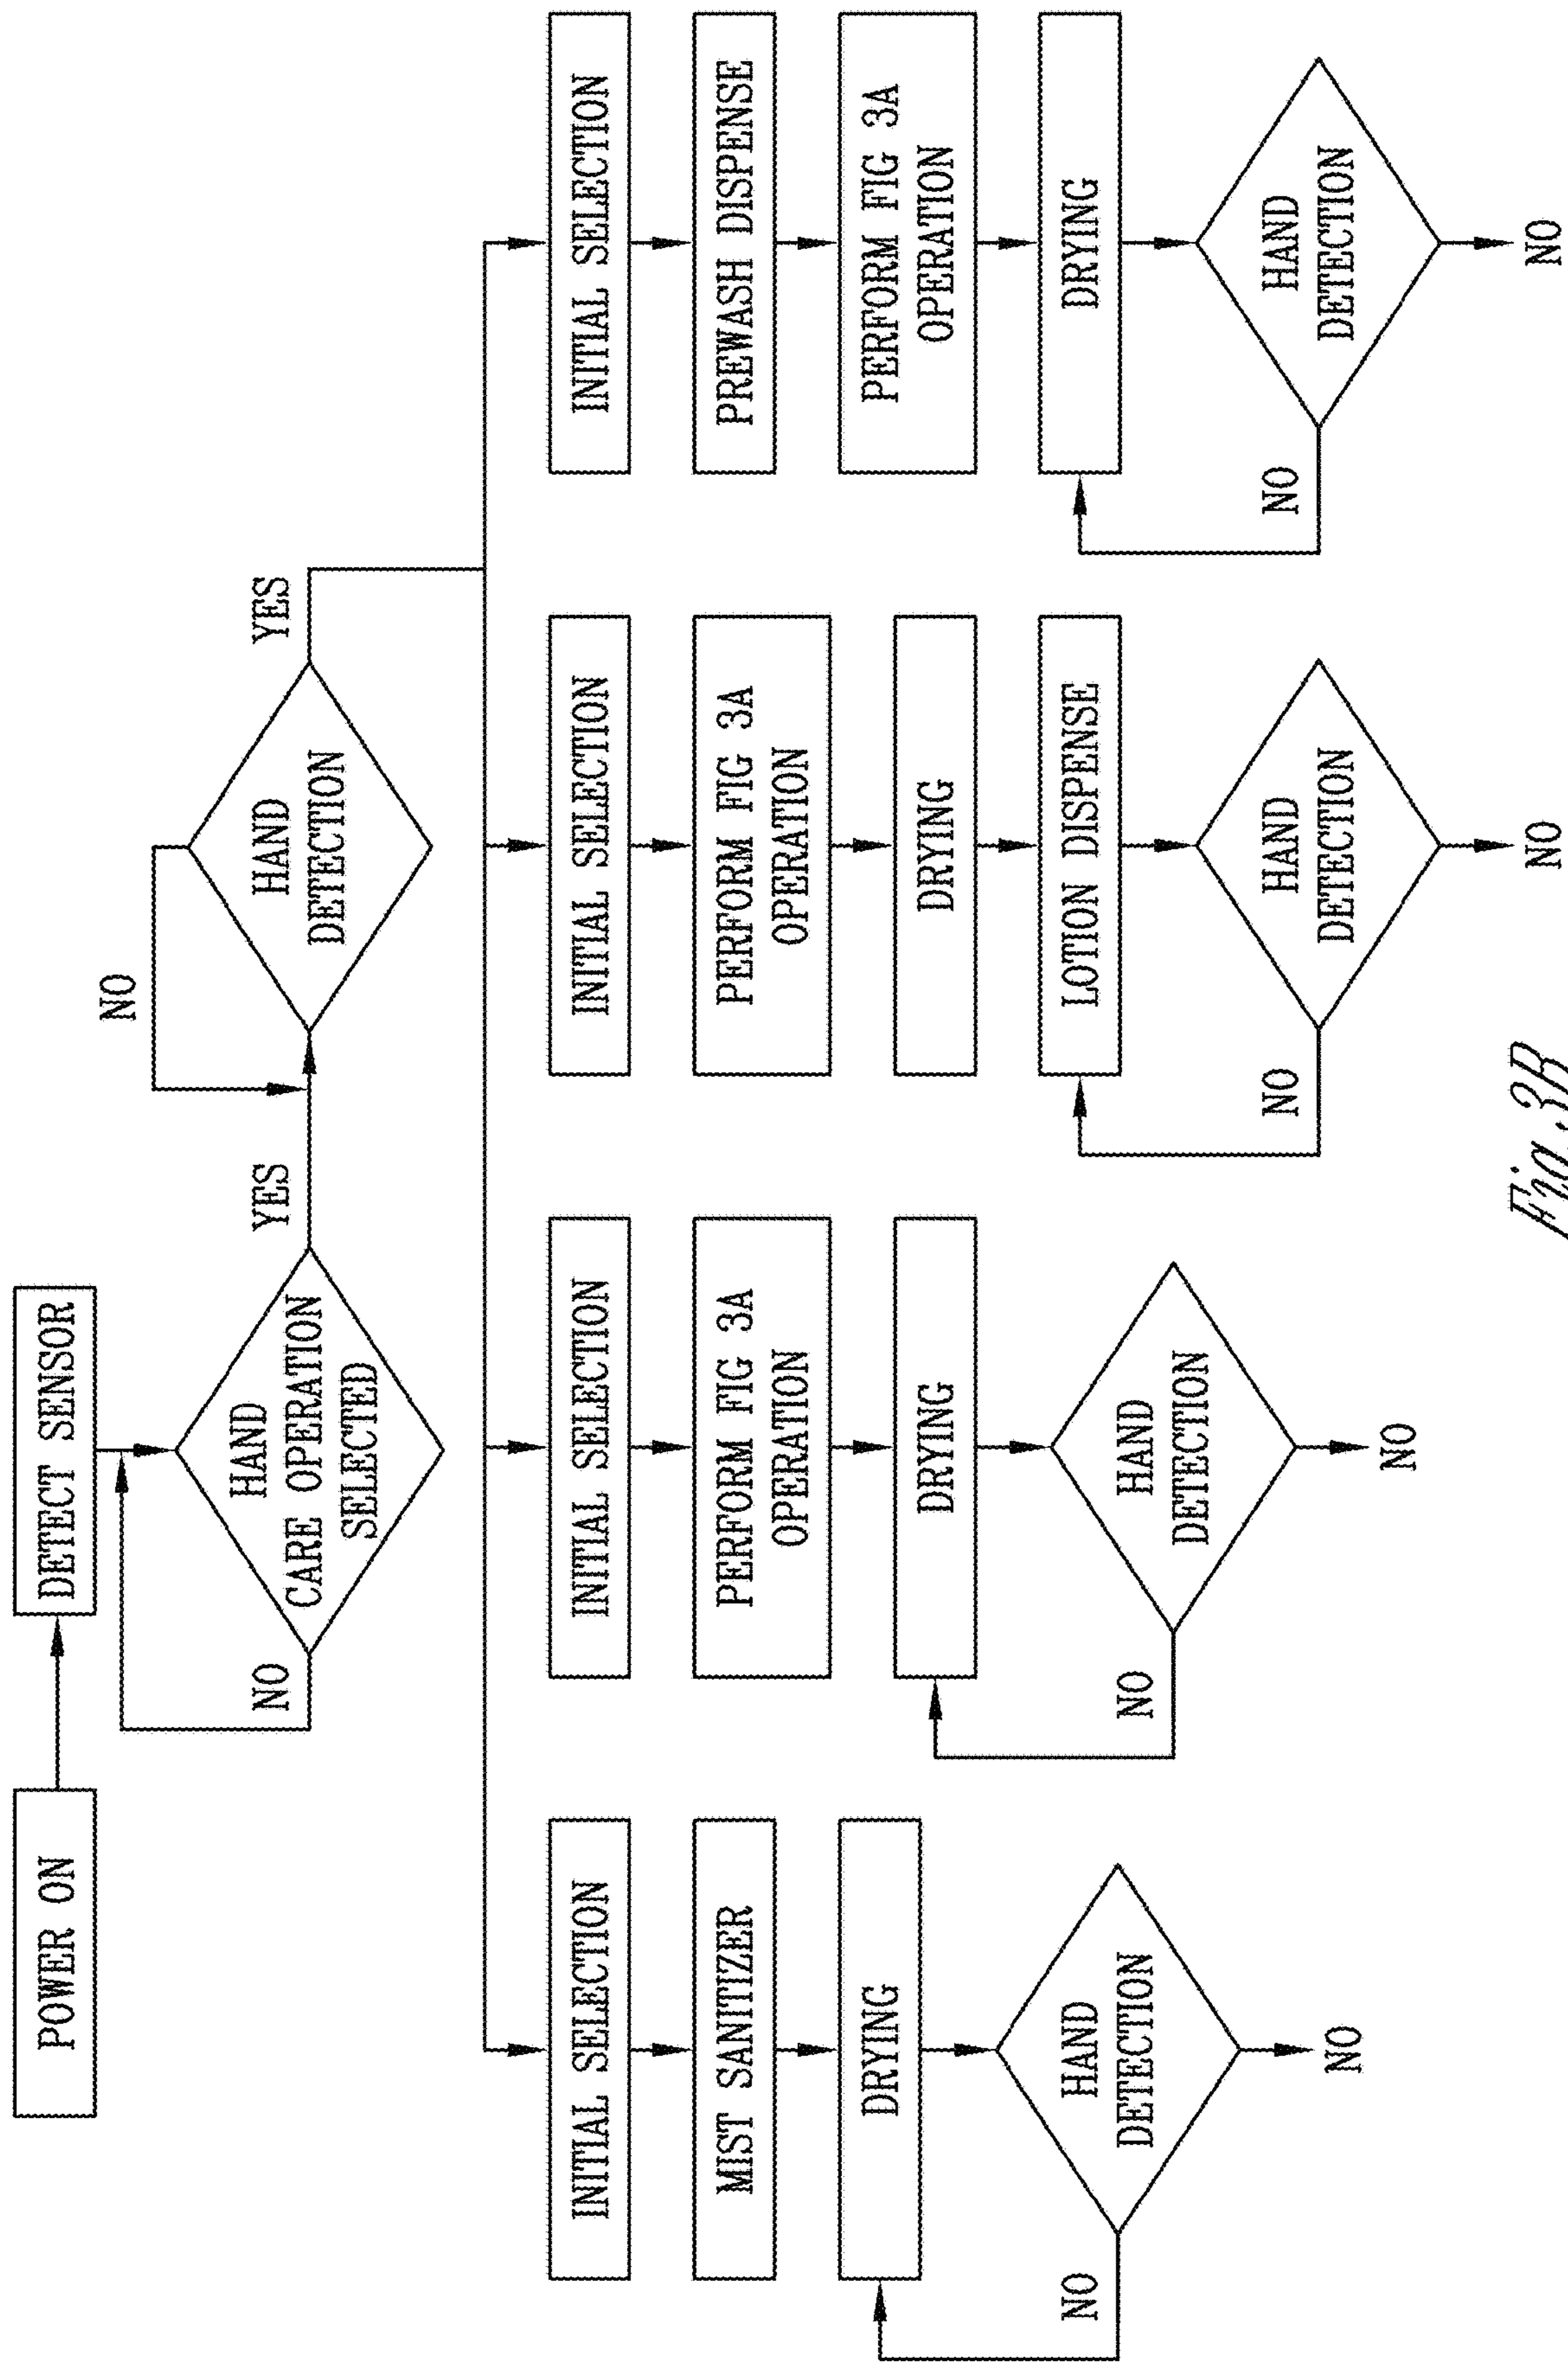 POWER ON
DETECT SENSOR
HAND
CARE OPERATION
SELECTED
NO
YES
HAND
DETECTION
NO
YES
INITIAL SELECTION
MIST SANITIZER
DRYING
HAND
DETECTION
NO
NO
INITIAL SELECTION
PERFORM FIG 3A
OPERATION
DRYING
HAND
DETECTION
NO
NO
INITIAL SELECTION
PERFORM FIG 3A
OPERATION
DRYING
LOTION DISPENSE
HAND
DETECTION
NO
NO
INITIAL SELECTION
PREWASH DISPENSE
PERFORM FIG 3A
OPERATION
DRYING
HAND
DETECTION
NO
NO
Fig. 3B